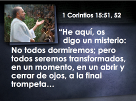 1 Corintios 15:51, 52
“He aquí, os
digo un misterio:
No todos dormiremos; pero
todos seremos transformados,
en un momento, en un abrir y
cerrar de ojos, a la final
trompeta…